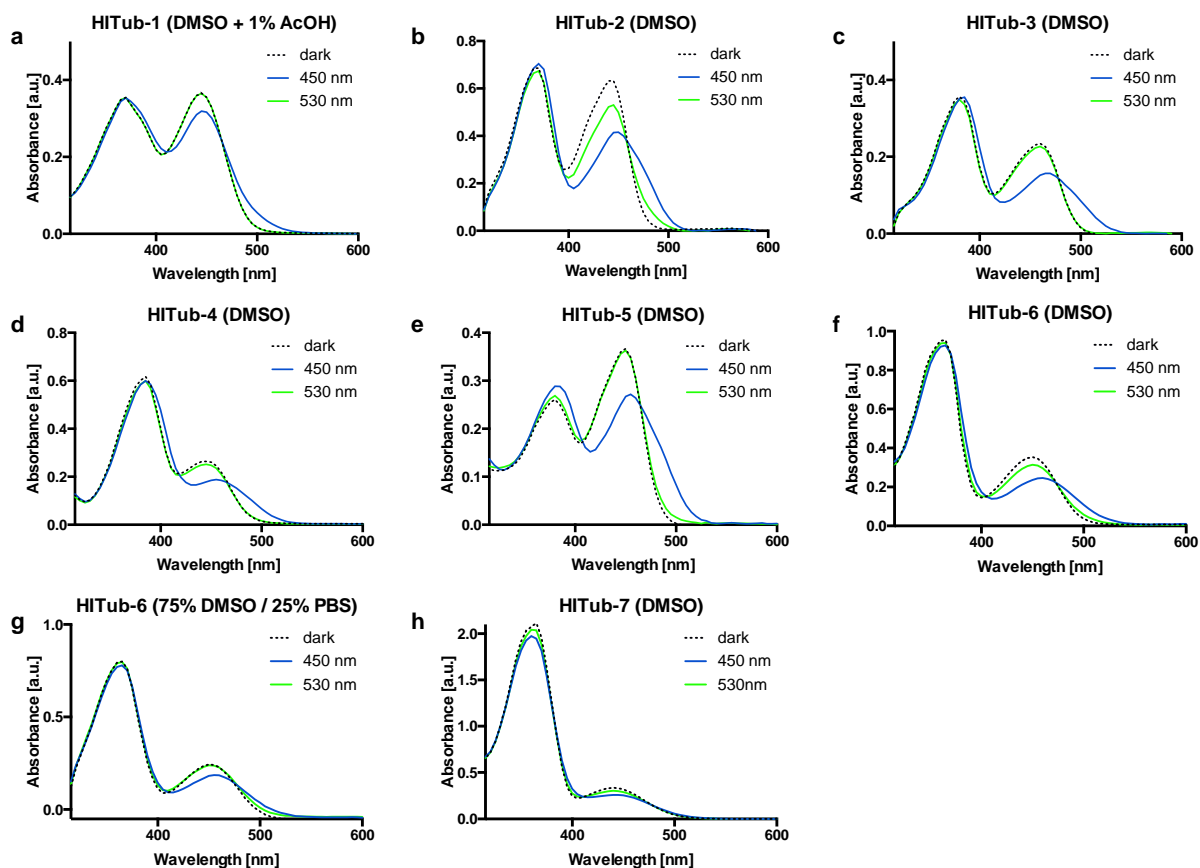 a
HITub-1 (DMSO + 1% AcOH)
dark
450 nm
530 nm
Absorbance [a.u.]
0.4
0.2
0.0
400
500
600
Wavelength [nm]
b
HITub-2 (DMSO)
dark
450 nm
530 nm
Absorbance [a.u.]
0.8
0.6
0.4
0.2
0.0
400
500
600
Wavelength [nm]
c
HITub-3 (DMSO)
dark
450 nm
530 nm
Absorbance [a.u.]
0.4
0.2
0.0
400
500
600
Wavelength [nm]
d
HITub-4 (DMSO)
dark
450 nm
530 nm
Absorbance [a.u.]
0.8
0.6
0.4
0.2
0.0
400
500
600
Wavelength [nm]
e
HITub-5 (DMSO)
dark
450 nm
530 nm
Absorbance [a.u.]
0.4
0.3
0.2
0.1
0.0
400
500
600
Wavelength [nm]
f
HITub-6 (DMSO)
dark
450 nm
530 nm
Absorbance [a.u.]
1.0
0.8
0.6
0.4
0.2
0.0
400
500
600
Wavelength [nm]
g
HITub-6 (75% DMSO / 25% PBS)
dark
450 nm
530 nm
Absorbance [a.u.]
1.0
0.5
0.0
400
500
600
Wavelength [nm]
h
HITub-7 (DMSO)
dark
450 nm
530nm
Absorbance [a.u.]
2.0
1.5
1.0
0.5
0.0
400
500
600
Wavelength [nm]